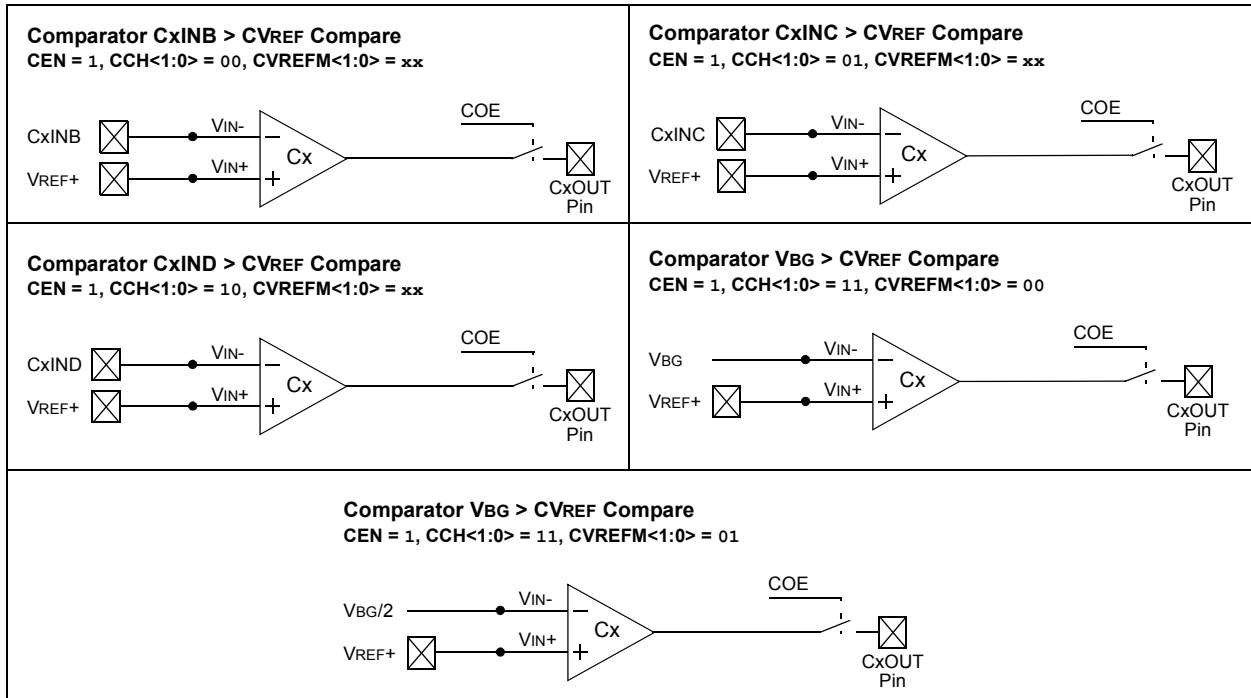 Comparator CxINB > CVREF Compare
CEN = 1, CCH<1:0> = 00, CVREFM<1:0> = xx
COE
CxINB
VIN-
Cx
VREF+
VIN+
CxOUT
Pin
Comparator CxINC > CVREF Compare
CEN = 1, CCH<1:0> = 01, CVREFM<1:0> = xx
COE
CxINC
VIN-
Cx
VREF+
VIN+
CxOUT
Pin
Comparator CxIND > CVREF Compare
CEN = 1, CCH<1:0> = 10, CVREFM<1:0> = xx
COE
CxIND
VIN-
Cx
VREF+
VIN+
CxOUT
Pin
Comparator VBG > CVREF Compare
CEN = 1, CCH<1:0> = 11, CVREFM<1:0> = 00
COE
VBG
VIN-
Cx
VREF+
VIN+
CxOUT
Pin
Comparator VBG > CVREF Compare
CEN = 1, CCH<1:0> = 11, CVREFM<1:0> = 01
COE
VBG/2
VIN-
Cx
VREF+
VIN+
CxOUT
Pin